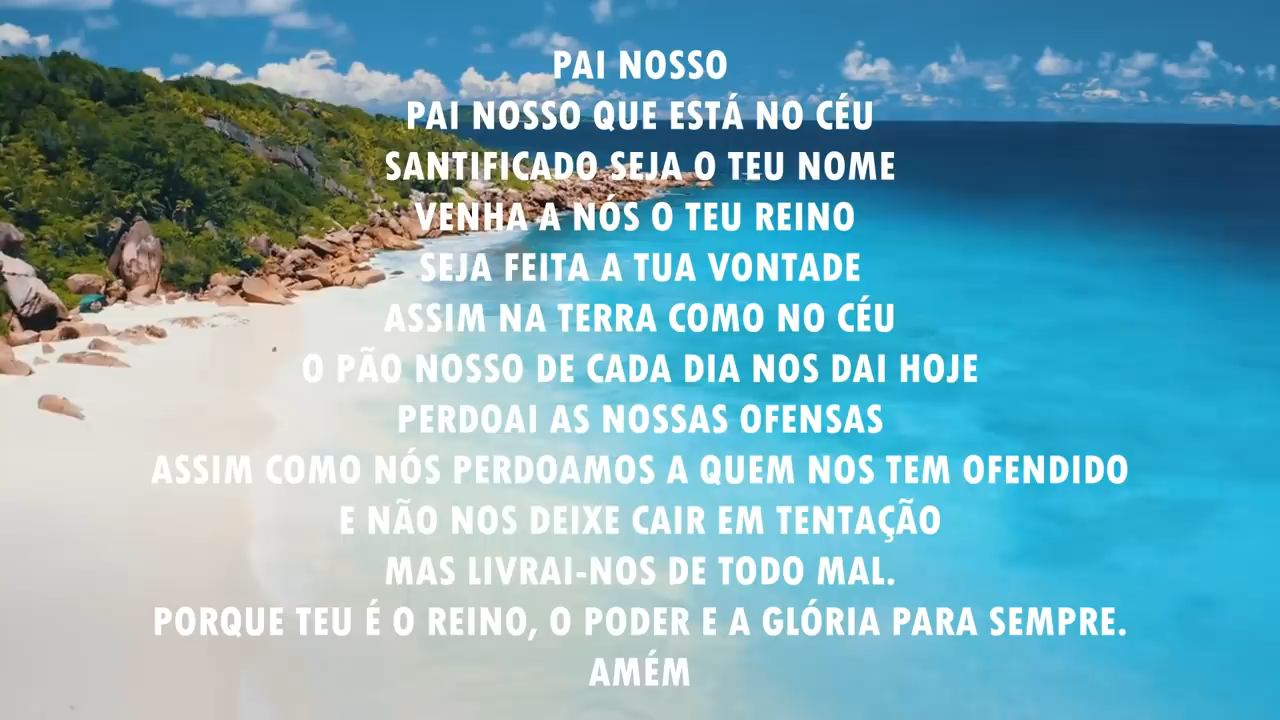 PAI NOSSO
PAI NOSSO QUE ESTÁ NO CÉU
SANTIFICADO SEJA O TEU NOME
VENHA A NÓS O TEU REINO
SEJA FEITA A TUA VONTADE
ASSIM NA TERRA COMO NO CÉU
O PÃO NOSSO DE CADA DIA NOS DAI HOJE
PERDOAI AS NOSSAS OFENSAS
ASSIM COMO NÓS PERDOAMOS A QUEM NOS TEM OFENDIDO
E NÃO NOS DEIXE CAIR EM TENTAÇÃO
MAS LIVRAI-NOS DE TODO MAL.
PORQUE TEU É O REINO, O PODER E A GLÓRIA PARA SEMPRE.
AMÉM